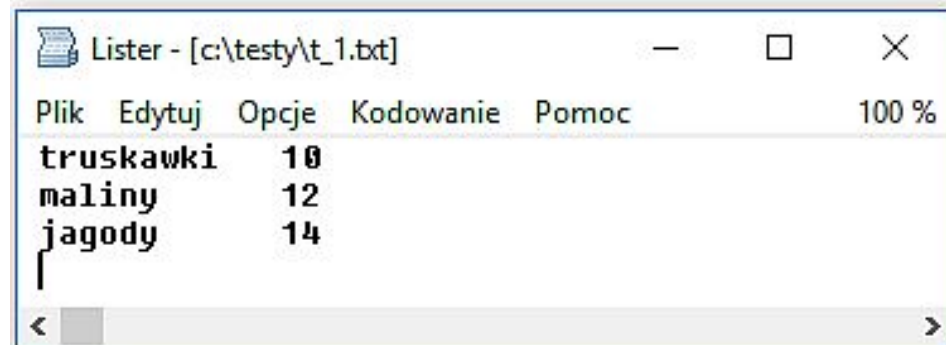 Lister - [c:\testy\t_1.txt]
Plik Edytuj Opcje Kodowanie Pomoc 100 %
truskawki 10
maliny 12
jagody 14